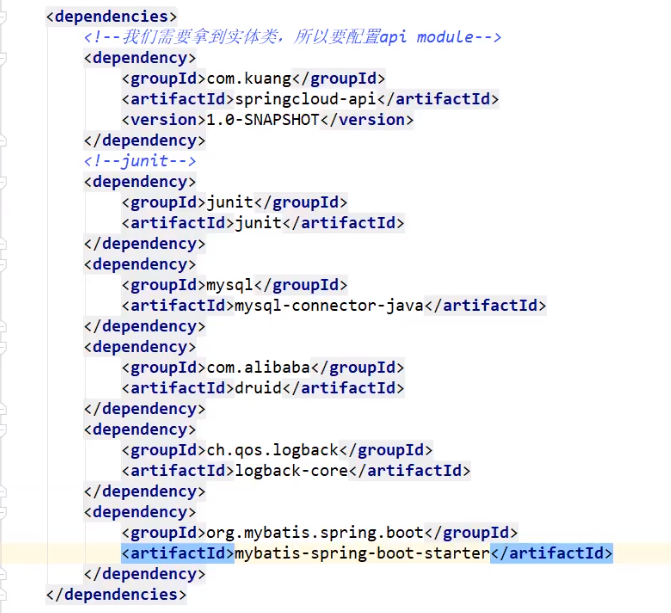 <dependencies>
<!--我们需要拿到实体类，所以要配置api module-->
<dependency>
<groupId>com.kuang</groupId>
<artifactId>springcloud-api</artifactId>
<version>1.0-SNAPSHOT</version>
</dependency>
<!--junit-->
<dependency>
<groupId>junit</groupId>
<artifactId>junit</artifactId>
</dependency>
<dependency>
<groupId>mysql</groupId>
<artifactId>mysql-connector-java</artifactId>
</dependency>
<dependency>
<groupId>com.alibaba</groupId>
<artifactId>druid</artifactId>
</dependency>
<dependency>
<groupId>ch.qos.logback</groupId>
<artifactId>logback-core</artifactId>
</dependency>
<dependency>
<groupId>org.mybatis.spring.boot</groupId>
<artifactId>mybatis-spring-boot-starter</artifactId>
</dependency>
</dependencies>